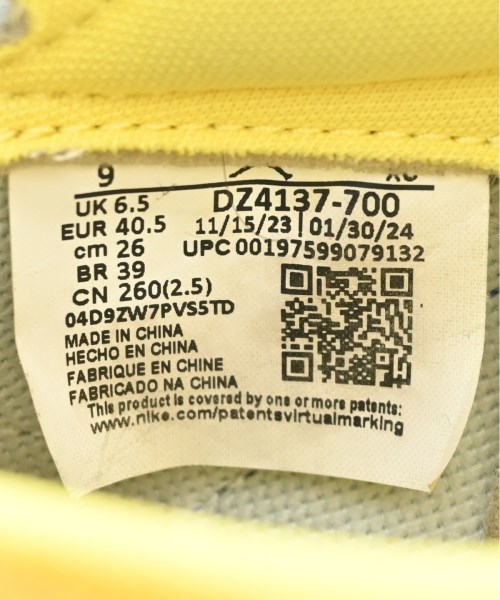 9
UK 6.5
EUR 40.5
cm 26
BR 39
CN 260(2.5)
04D9ZW7PVS5TD
DZ4137-700
11/15/23 | 01/30/24
UPC 00197599079132
MADE IN CHINA
HECHO EN CHINA
FABRIQUE EN CHINE
FABRICADO NA CHINA
This product is covered by one or more patents:
www.nike.com/patentsvirtualmarking